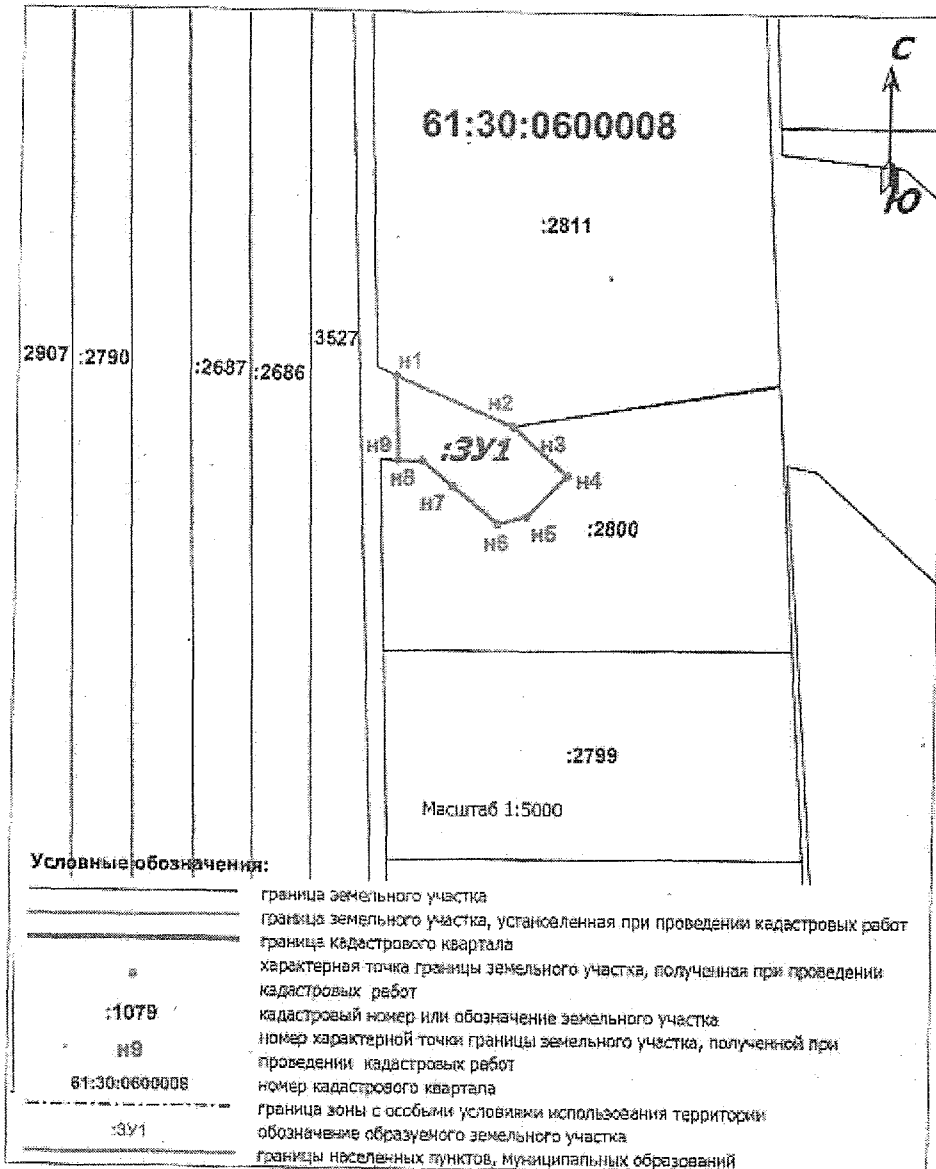 С
61:30:0600008
Ю
:2811
3527
2907
:2790
:2687
:2686
н1
н2
н3
н9
:ЗУ1
н8
н4
н7
н6
н5
:2800
:2799
Масштаб 1:5000
Условные обозначения:
граница земельного участка
граница земельного участка, установленная при проведении кадастровых работ
граница кадастрового квартала
характерная точка границы земельного участка, полученная при проведении
кадастровых работ
:1079
кадастровый номер или обозначение земельного участка
н9
номер характерной точки границы земельного участка, полученной при
проведении кадастровых работ
61:30:0600008
номер кадастрового квартала
граница зоны с особыми условиями использования территории
:ЗУ1
обозначение образуемого земельного участка
границы населенных пунктов, муниципальных образований